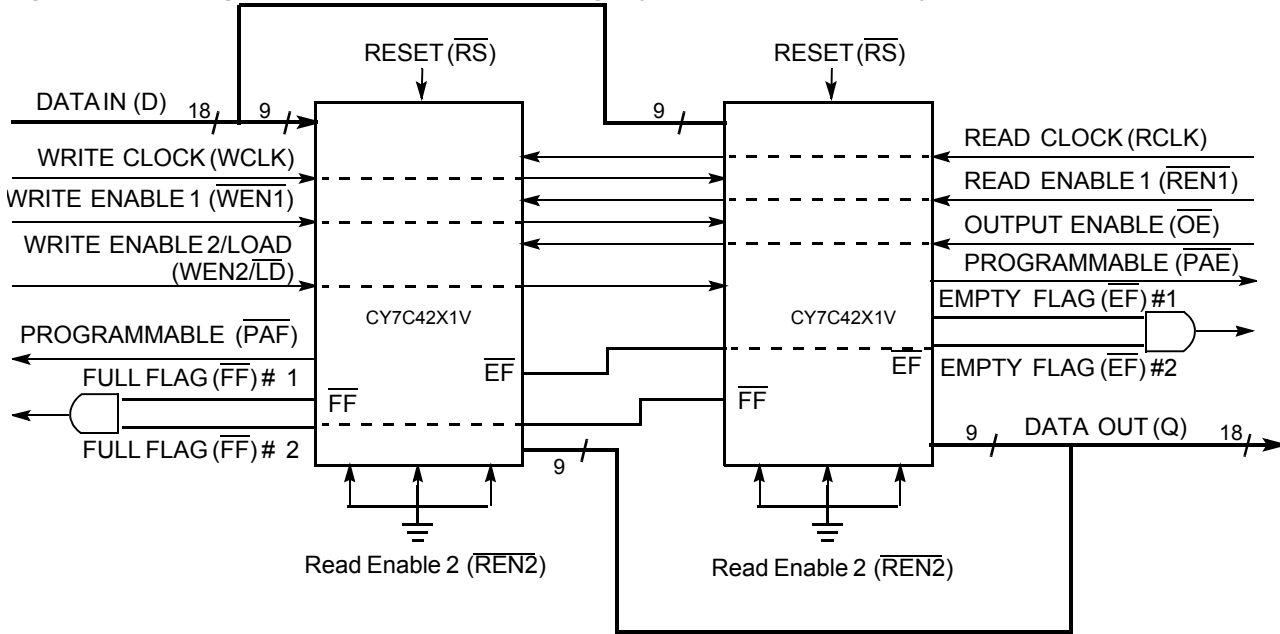 RESET (RS)
RESET (RS)
DATA IN (D)
18
9
9
READ CLOCK (RCLK)
WRITE CLOCK (WCLK)
READ ENABLE 1 (REN1)
WRITE ENABLE 1 (WEN1)
OUTPUT ENABLE (OE)
WRITE ENABLE 2/LOAD
(WEN2/LD)
PROGRAMMABLE (PAE)
EMPTY FLAG (EF) #1
CY7C42X1V
CY7C42X1V
PROGRAMMABLE (PAF)
EF
EF
EMPTY FLAG (EF) #2
FULL FLAG (FF) # 1
FF
FF
FULL FLAG (FF) # 2
9
9
DATA OUT (Q)
18
Read Enable 2 (REN2)
Read Enable 2 (REN2)